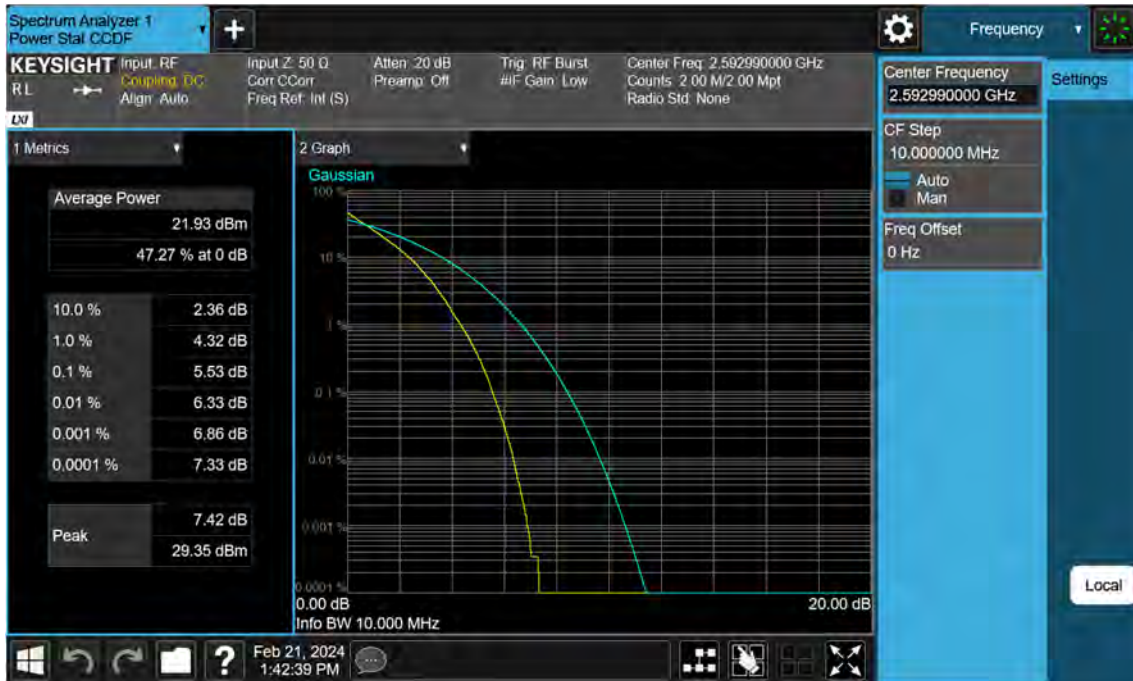 Spectrum Analyzer 1
Power Stat CCDF
Frequency
KEYSIGHT
RL
LXI
Input: RF
Coupling: DC
Align: Auto
Input Z: 50 Ω
Corr CCorr
Freq Ref: Int (S)
Atten: 20 dB
Preamp: Off
Trig: RF Burst
#IF Gain: Low
Center Freq: 2.592990000 GHz
Counts: 2.00 M/2.00 Mpt
Radio Std: None
Center Frequency
2.592990000 GHz
Settings
CF Step
10.000000 MHz
Auto
Man
Freq Offset
0 Hz
1 Metrics
Average Power
21.93 dBm
47.27 % at 0 dB
10.0 % 2.36 dB
1.0 % 4.32 dB
0.1 % 5.53 dB
0.01 % 6.33 dB
0.001 % 6.86 dB
0.0001 % 7.33 dB
Peak
7.42 dB
29.35 dBm
2 Graph
Gaussian
100 %
10 %
1 %
0.1 %
0.01 %
0.001 %
0.0001 %
0.00 dB 20.00 dB
Info BW 10.000 MHz
Local
?
Feb 21, 2024
1:42:39 PM